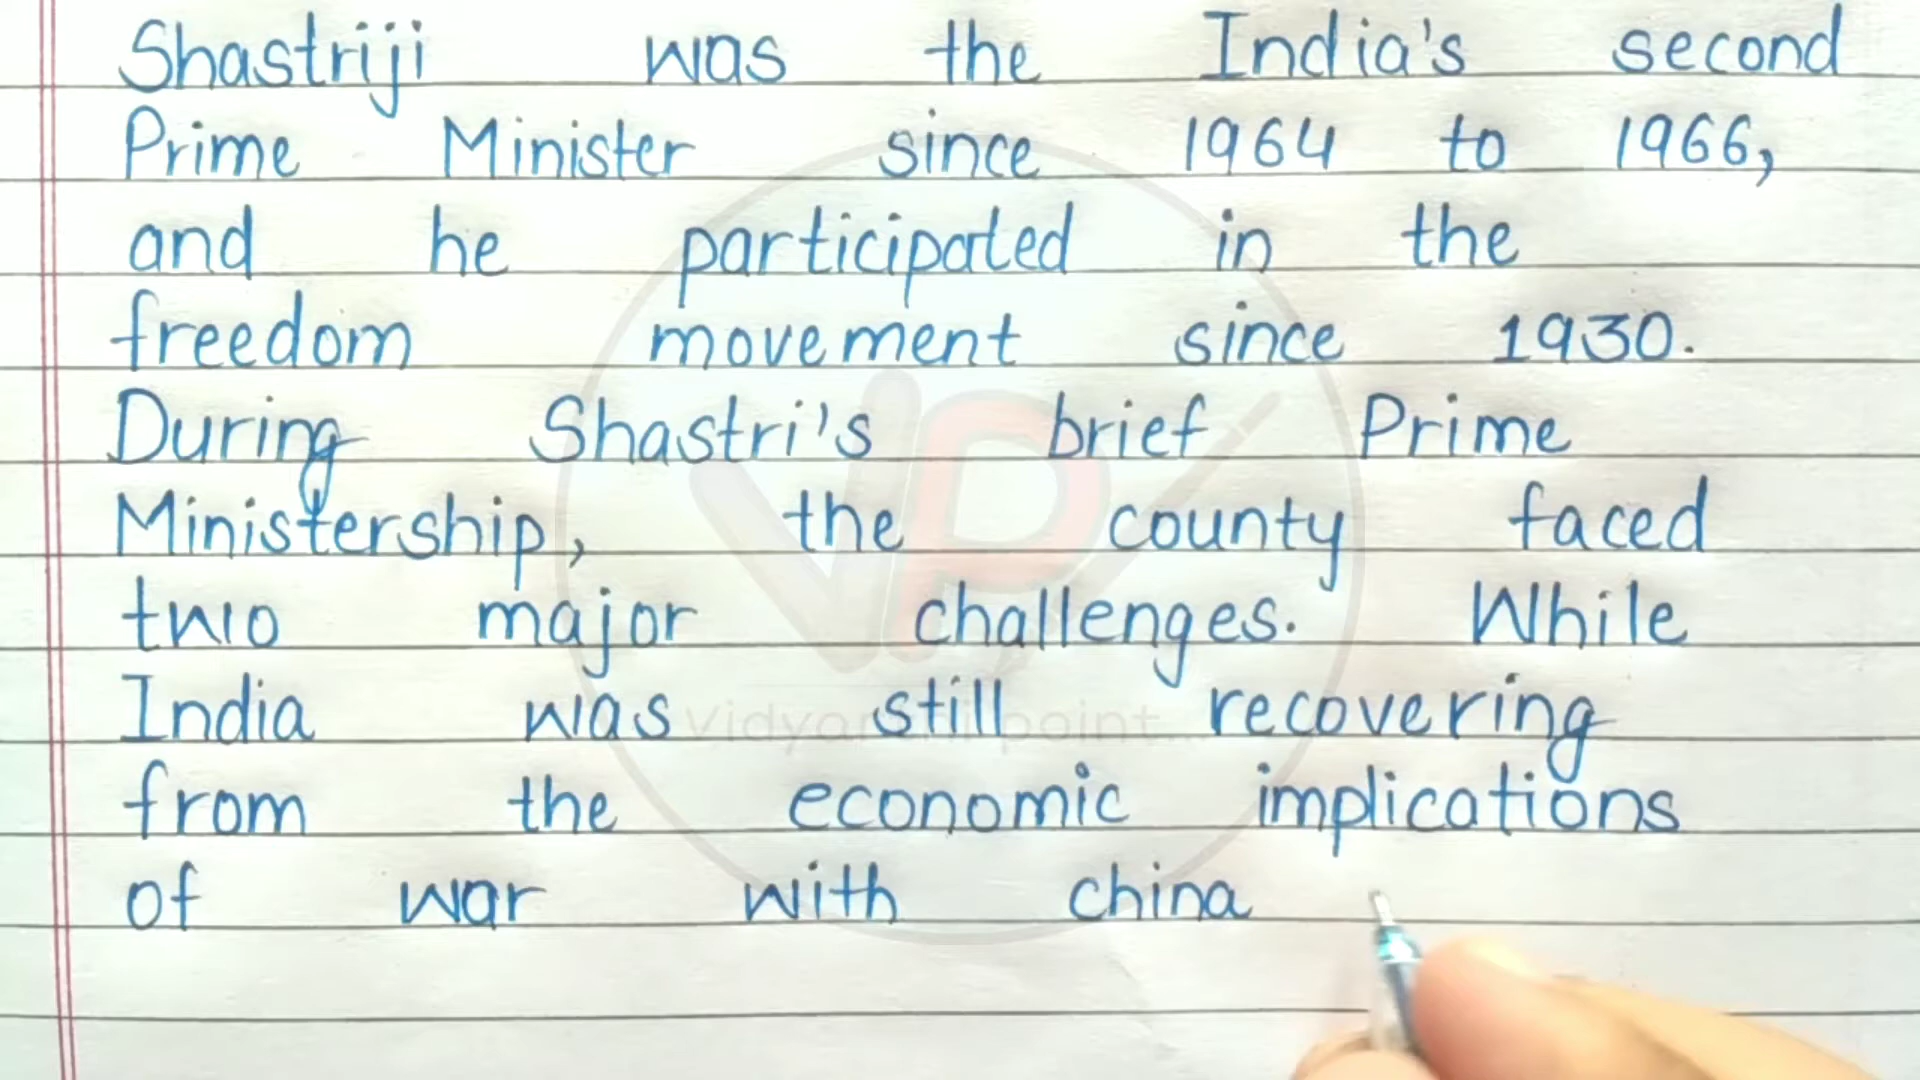 Shastriji was the India's second
Prime Minister since 1964 to 1966,
and he participated in the
freedom movement since 1930.
During Shastri's brief Prime
Ministership, the county faced
two major challenges. While
India was still recovering
Vidyarthi point...
from the economic implications
of war with china